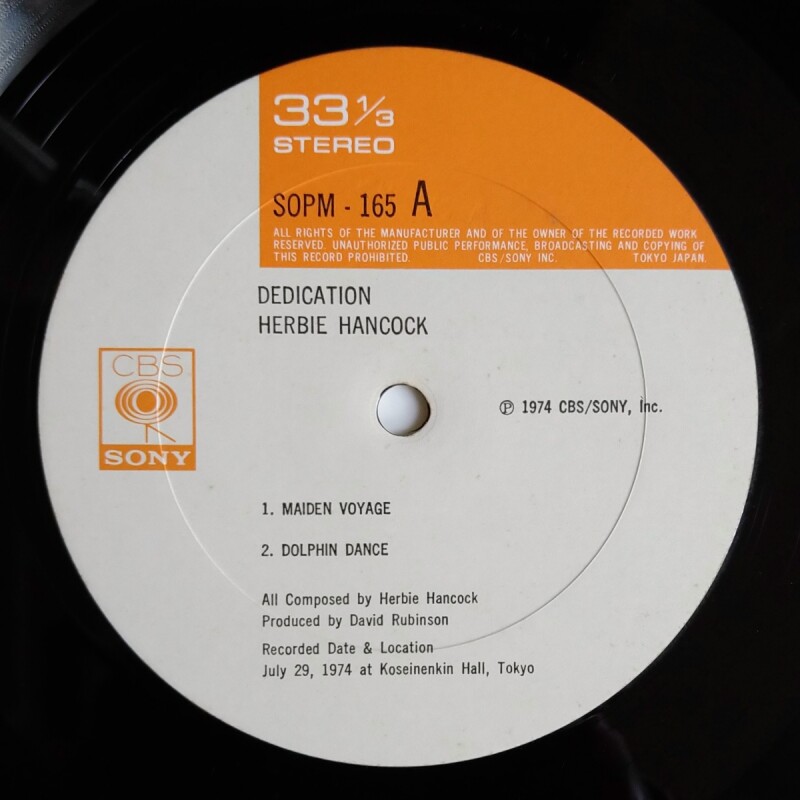 33 1/3
STEREO
SOPM - 165 A
ALL RIGHTS OF THE MANUFACTURER AND OF THE OWNER OF THE RECORDED WORK
RESERVED. UNAUTHORIZED PUBLIC PERFORMANCE, BROADCASTING AND COPYING OF
THIS RECORD PROHIBITED. CBS/SONY INC. TOKYO JAPAN.
DEDICATION
HERBIE HANCOCK
CBS
SONY
℗ 1974 CBS/SONY, Inc.
1. MAIDEN VOYAGE
2. DOLPHIN DANCE
All Composed by Herbie Hancock
Produced by David Rubinson
Recorded Date & Location
July 29, 1974 at Koseinenkin Hall, Tokyo